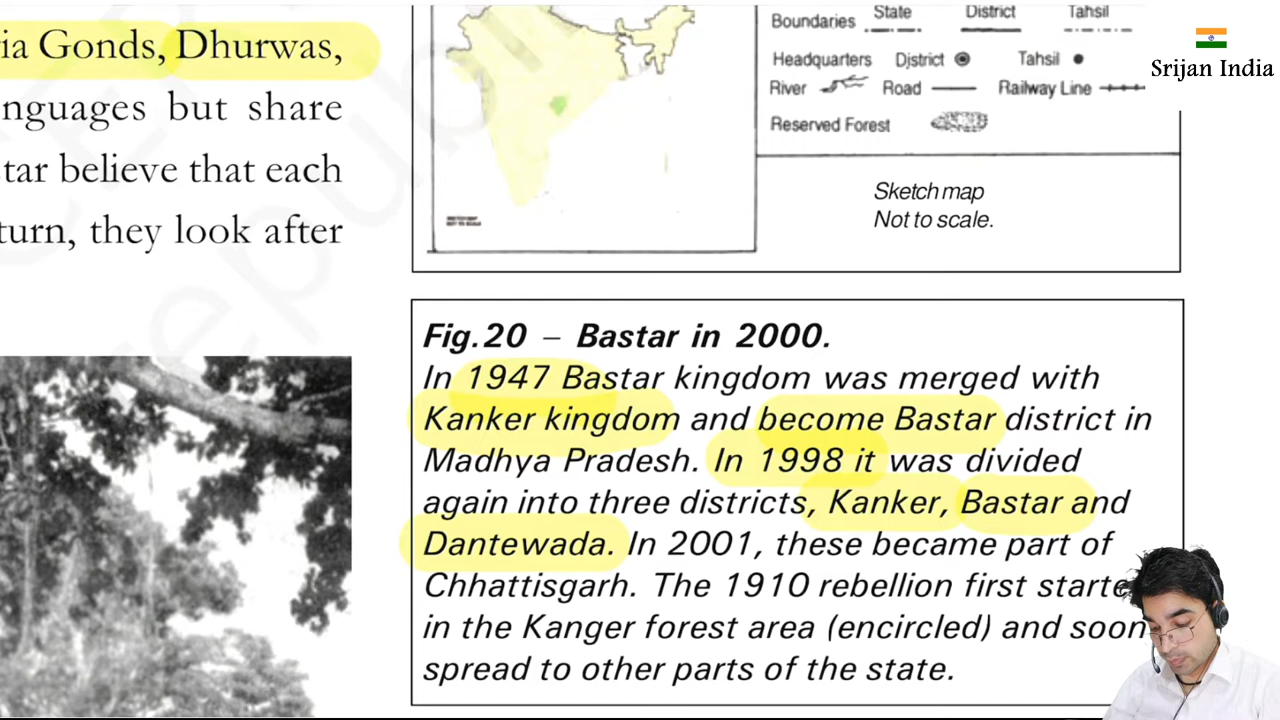 ia Gonds, Dhurwas,
nguages but share
tar believe that each
turn, they look after
Boundaries State District Tahsil
Headquarters District Tahsil
River Road Railway Line
Reserved Forest
Sketch map
Not to scale.
Srijan India
Fig.20 – Bastar in 2000.
In 1947 Bastar kingdom was merged with
Kanker kingdom and become Bastar district in
Madhya Pradesh. In 1998 it was divided
again into three districts, Kanker, Bastar and
Dantewada. In 2001, these became part of
Chhattisgarh. The 1910 rebellion first starte
in the Kanger forest area (encircled) and soon
spread to other parts of the state.